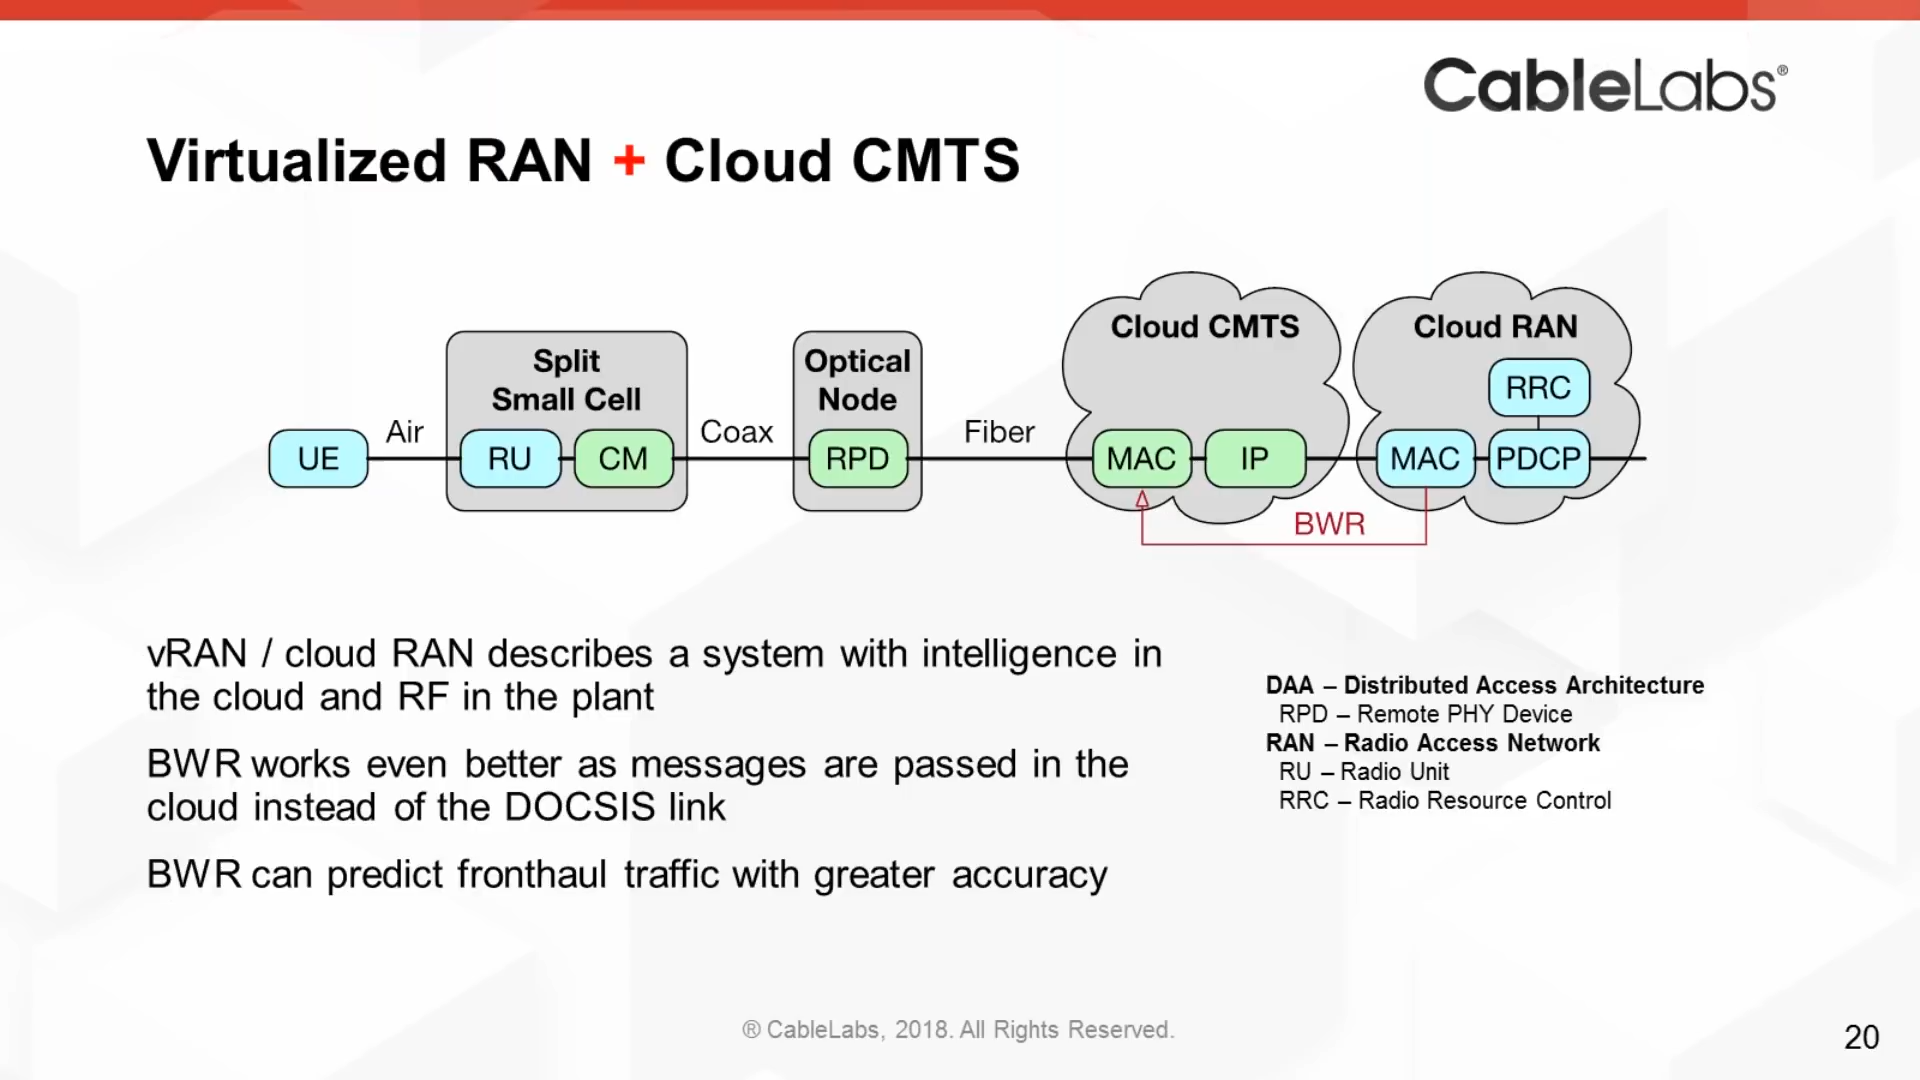 CableLabs®
Virtualized RAN + Cloud CMTS
Cloud CMTS
Cloud RAN
Split
Small Cell
Optical
Node
RRC
Air
Coax
Fiber
UE
RU
CM
RPD
MAC
IP
MAC
PDCP
BWR
vRAN / cloud RAN describes a system with intelligence in
the cloud and RF in the plant
BWR works even better as messages are passed in the
cloud instead of the DOCSIS link
BWR can predict fronthaul traffic with greater accuracy
DAA – Distributed Access Architecture
RPD – Remote PHY Device
RAN – Radio Access Network
RU – Radio Unit
RRC – Radio Resource Control
® CableLabs, 2018. All Rights Reserved.
20